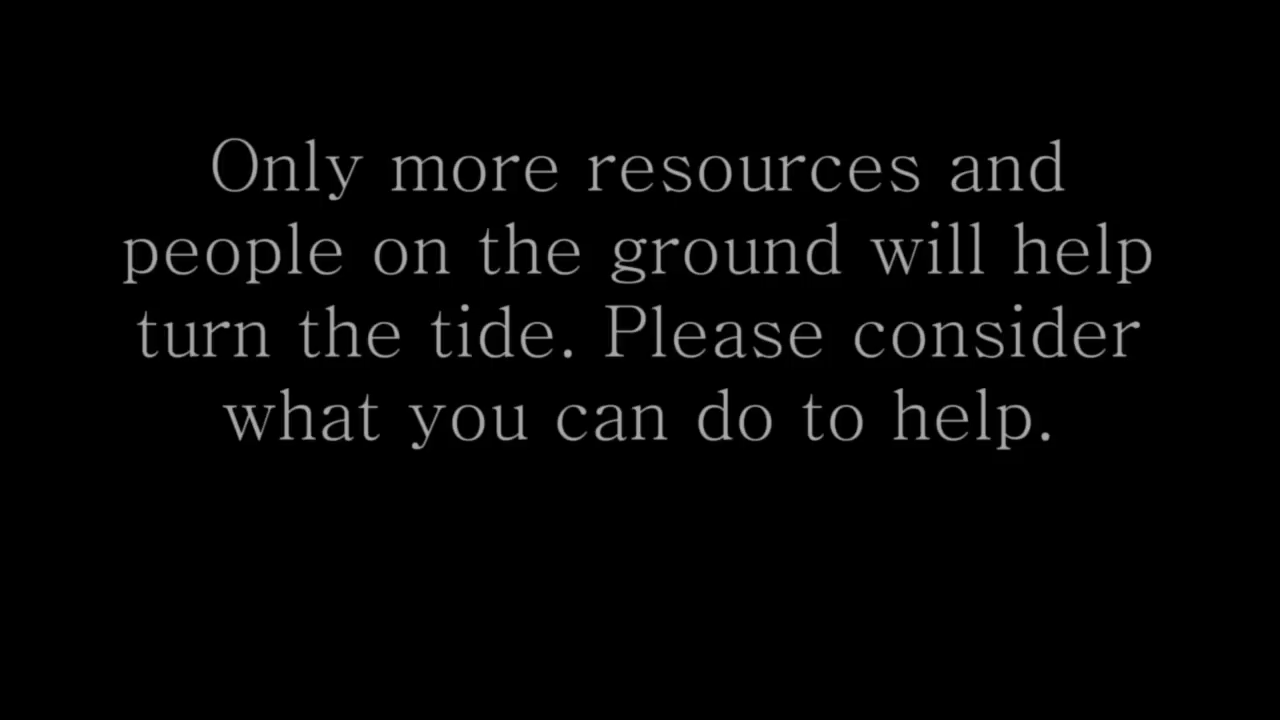 Only more resources and
people on the ground will help
turn the tide. Please consider
what you can do to help.